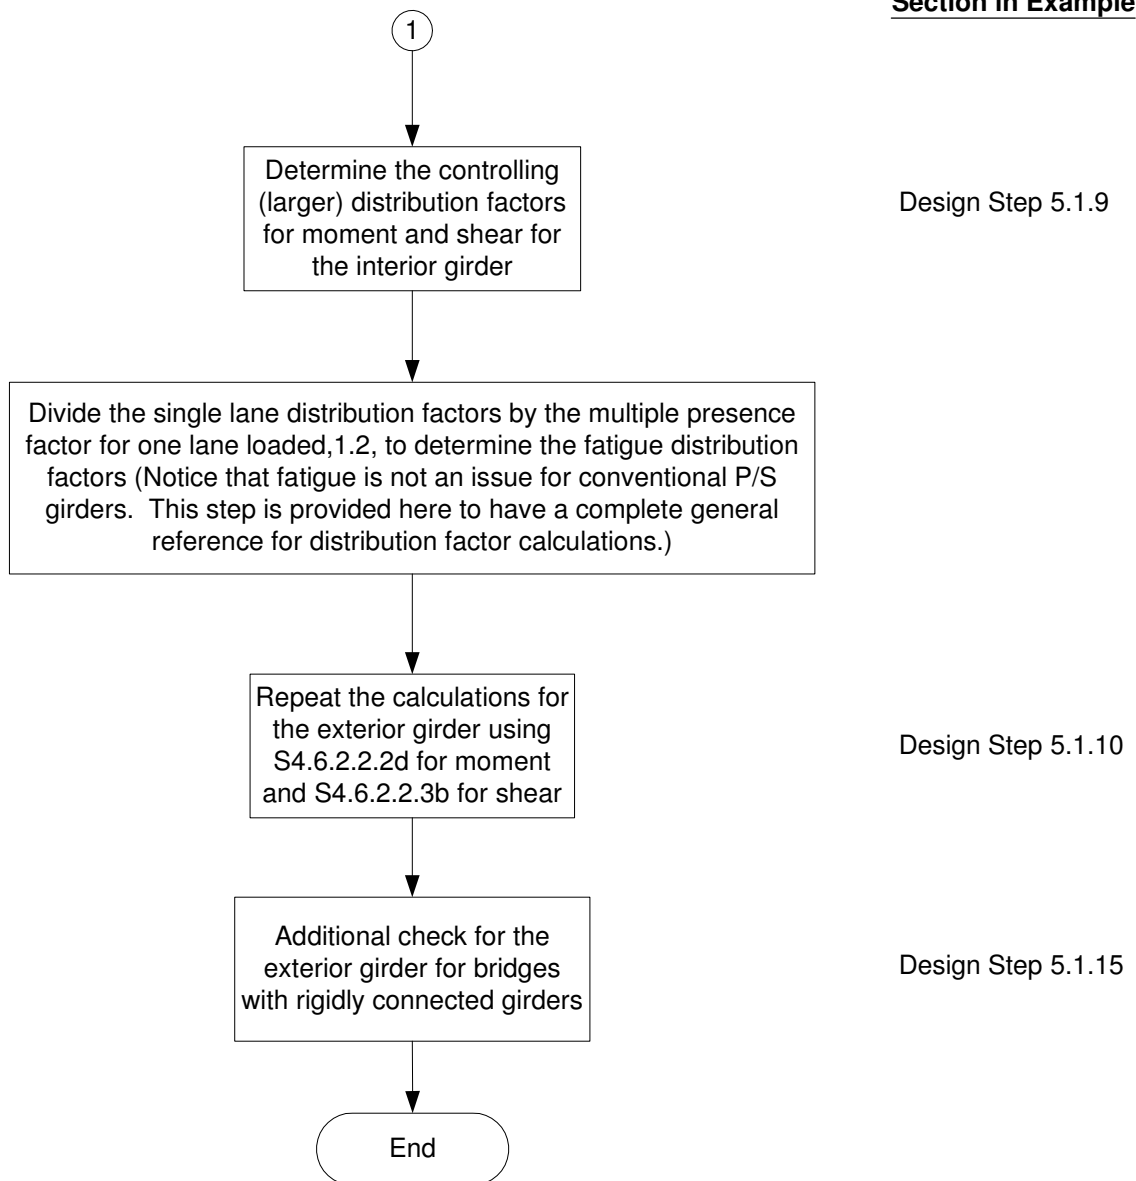 Section in Example
1
Determine the controlling
(larger) distribution factors
for moment and shear for
the interior girder
Design Step 5.1.9
Divide the single lane distribution factors by the multiple presence
factor for one lane loaded,1.2, to determine the fatigue distribution
factors (Notice that fatigue is not an issue for conventional P/S
girders.  This step is provided here to have a complete general
reference for distribution factor calculations.)
Repeat the calculations for
the exterior girder using
S4.6.2.2.2d for moment
and S4.6.2.2.3b for shear
Design Step 5.1.10
Additional check for the
exterior girder for bridges
with rigidly connected girders
Design Step 5.1.15
End